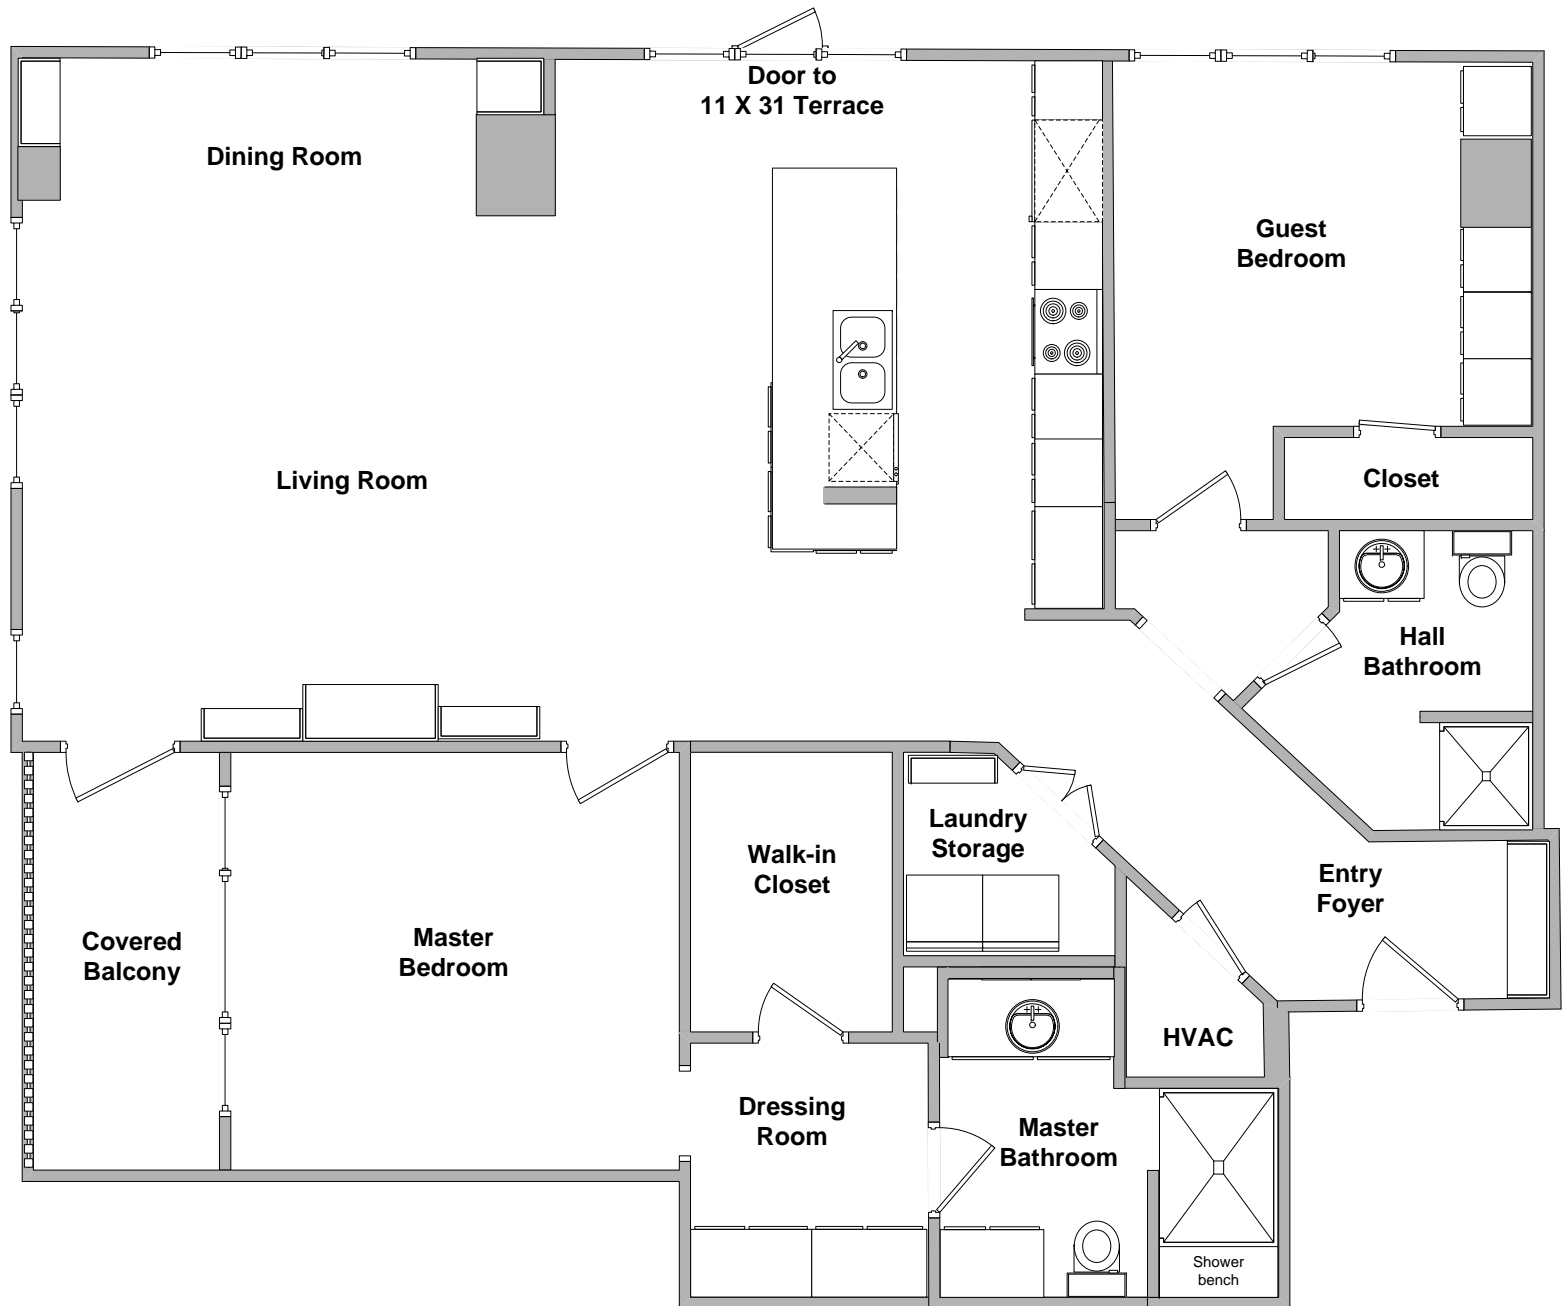 Door to
11 X 31 Terrace
Dining Room
Guest
Bedroom
Living Room
Closet
Hall
Bathroom
Laundry
Storage
Walk-in
Closet
Entry
Foyer
Covered
Balcony
Master
Bedroom
HVAC
Dressing
Room
Master
Bathroom
Shower
bench